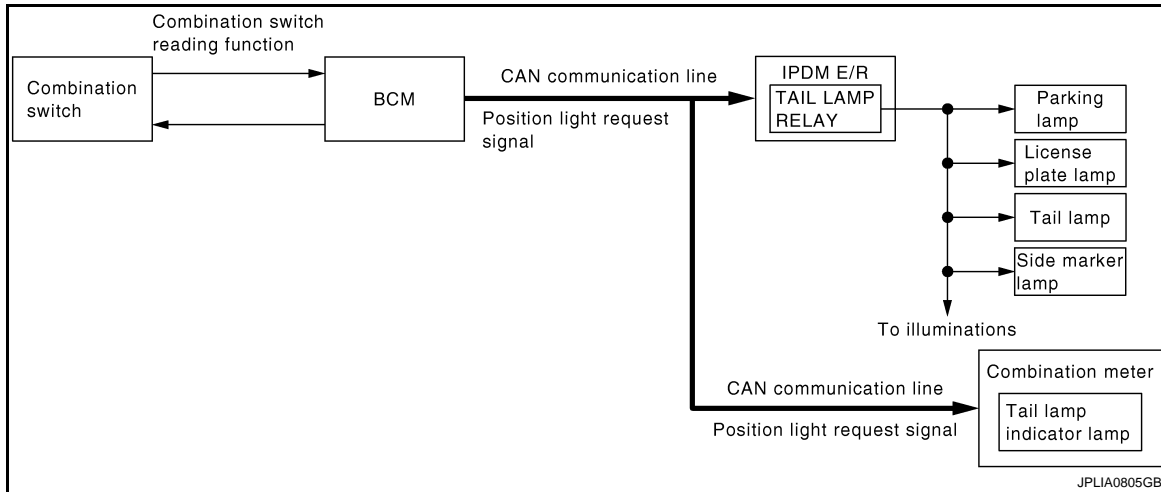 Combination switch
reading function
Combination
switch
BCM
CAN communication line
Position light request
signal
IPDM E/R
TAIL LAMP
RELAY
Parking
lamp
License
plate lamp
Tail lamp
Side marker
lamp
To illuminations
CAN communication line
Position light request signal
Combination meter
Tail lamp
indicator lamp
JPLIA0805GB